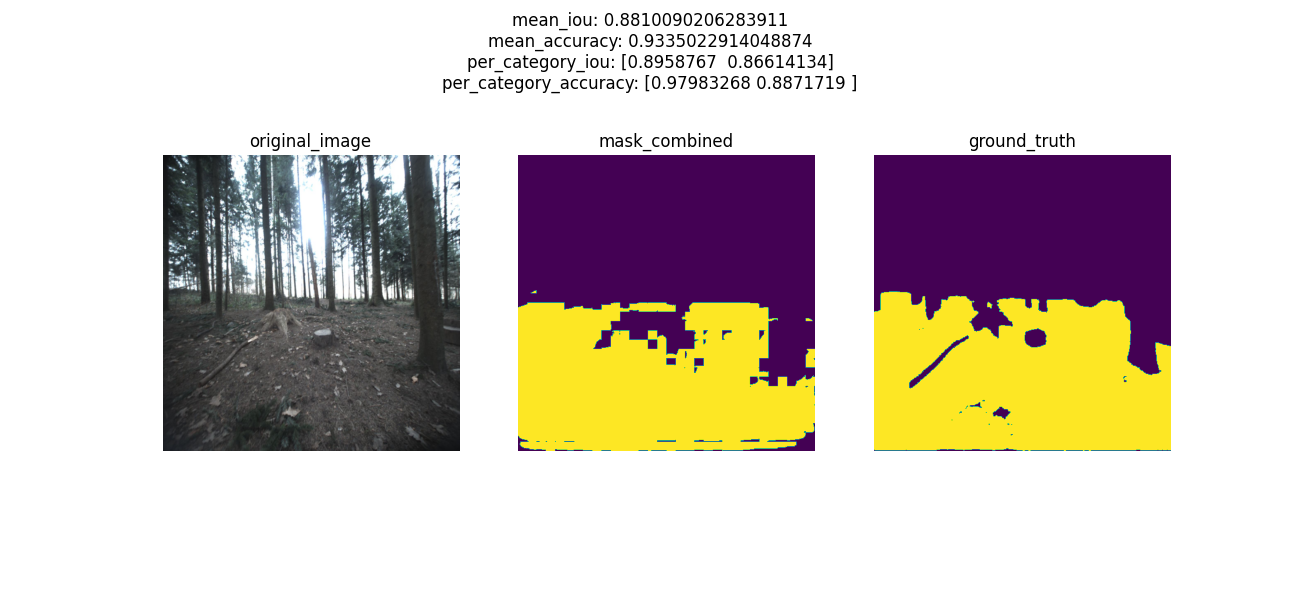 mean_iou: 0.8810090206283911
mean_accuracy: 0.9335022914048874
per_category_iou: [0.8958767  0.86614134]
per_category_accuracy: [0.97983268 0.8871719 ]
original_image
mask_combined
ground_truth